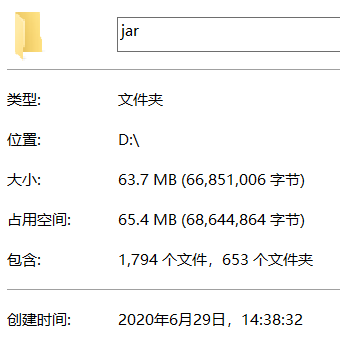 jar
类型: 文件夹
位置: D:\
大小: 63.7 MB (66,851,006 字节)
占用空间: 65.4 MB (68,644,864 字节)
包含: 1,794 个文件，653 个文件夹
创建时间: 2020年6月29日，14:38:32